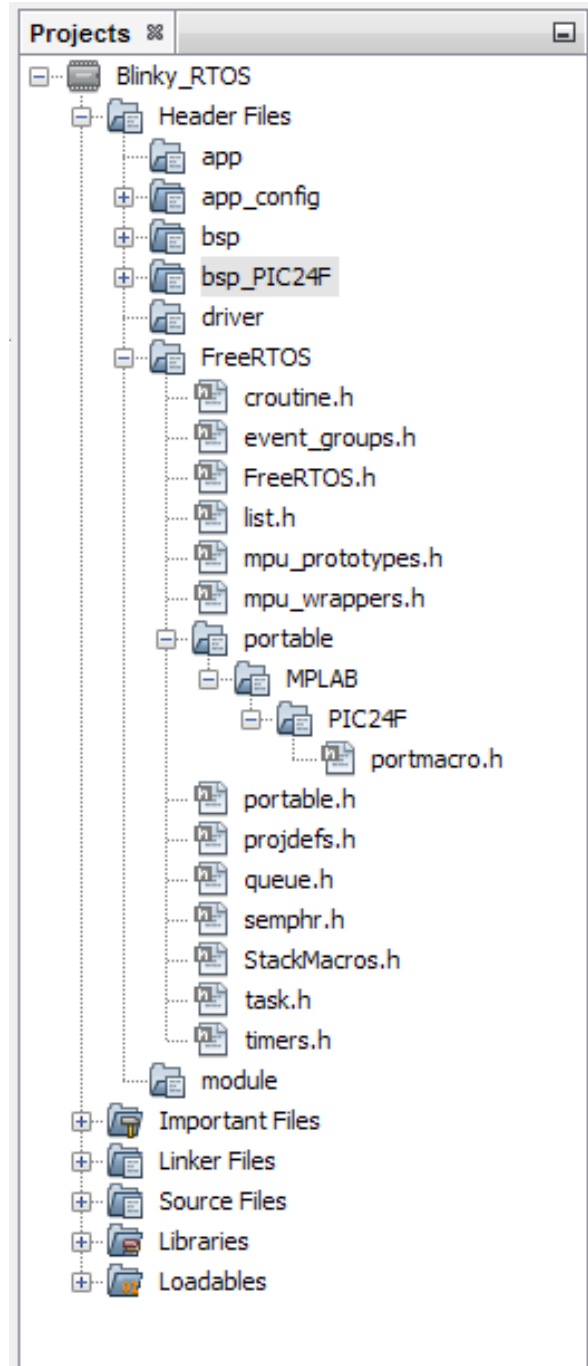 Projects
Blinky_RTOS
Header Files
app
app_config
bsp
bsp_PIC24F
driver
FreeRTOS
croutine.h
event_groups.h
FreeRTOS.h
list.h
mpu_prototypes.h
mpu_wrappers.h
portable
MPLAB
PIC24F
portmacro.h
portable.h
projdefs.h
queue.h
semphr.h
StackMacros.h
task.h
timers.h
module
Important Files
Linker Files
Source Files
Libraries
Loadables